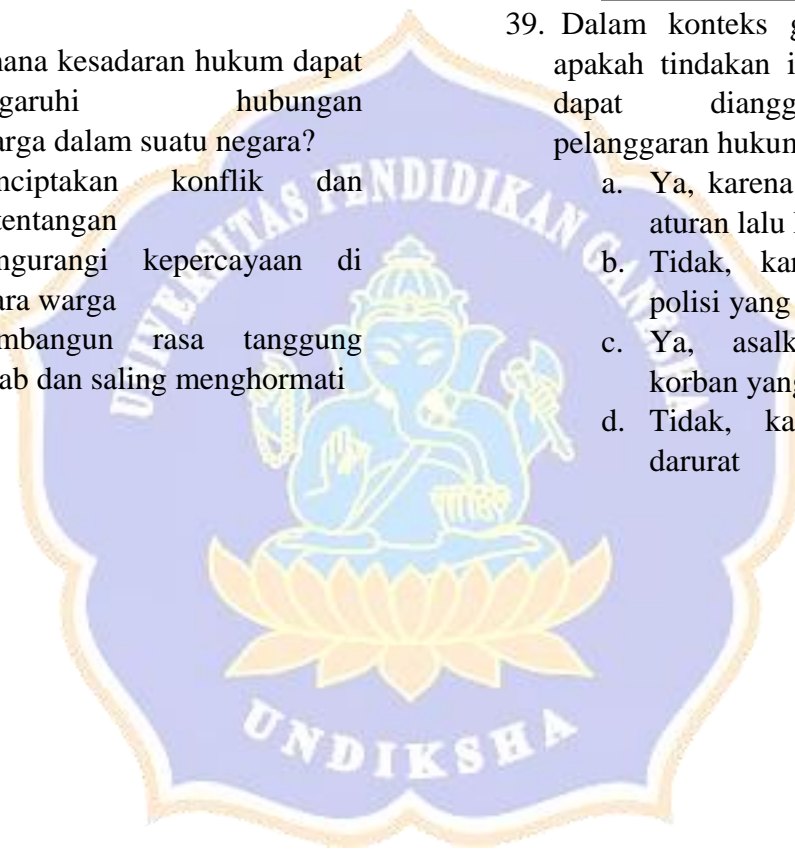 mana kesadaran hukum dapat
garuhi hubungan
arga dalam suatu negara?
nciptakan konflik dan
tentangan
ngurangi kepercayaan di
ara warga
mbangun rasa tanggung
ab dan saling menghormati
39. Dalam konteks g
apakah tindakan i
dapat diangg
pelanggaran hukum
a. Ya, karena
aturan lalu l
b. Tidak, kar
polisi yang
c. Ya, asalk
korban yang
d. Tidak, ka
darurat
UNIVERSITAS PENDIDIKAN GANESHA
UNDIKSHA